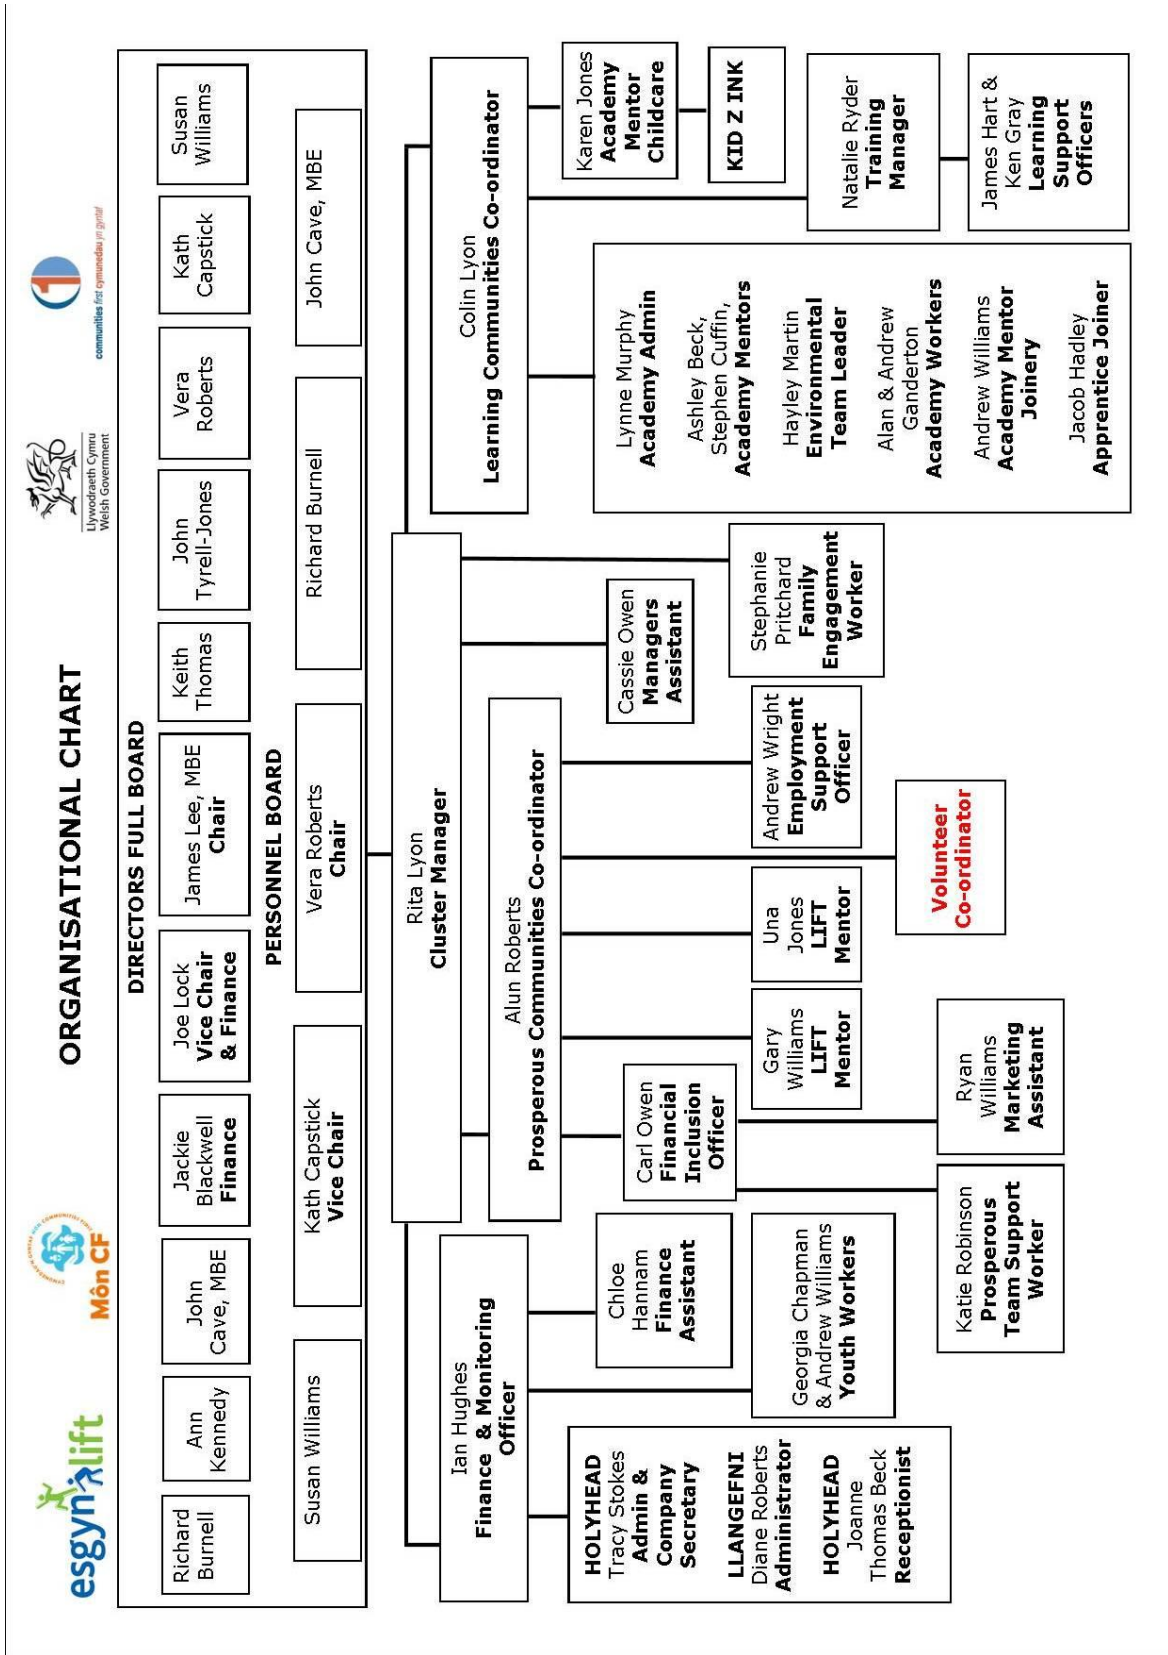 esgyn lift
Môn CF
ORGANISATIONAL CHART
Llywodraeth Cymru
Welsh Government
communities first cymunedau yn gyntaf
DIRECTORS FULL BOARD
Richard
Burnell
Ann
Kennedy
John
Cave, MBE
Jackie
Blackwell
Finance
Joe Lock
Vice Chair
& Finance
James Lee, MBE
Chair
Keith
Thomas
John
Tyrell-Jones
Vera
Roberts
Kath
Capstick
Susan
Williams
PERSONNEL BOARD
Susan Williams
Kath Capstick
Vice Chair
Vera Roberts
Chair
Richard Burnell
John Cave, MBE
Rita Lyon
Cluster Manager
Ian Hughes
Finance & Monitoring
Officer
Alun Roberts
Prosperous Communities Co-ordinator
Colin Lyon
Learning Communities Co-ordinator
HOLYHEAD
Tracy Stokes
Admin &
Company
Secretary
LLANGEFNI
Diane Roberts
Administrator
HOLYHEAD
Joanne
Thomas Beck
Receptionist
Chloe
Hannam
Finance
Assistant
Georgia Chapman
& Andrew Williams
Youth Workers
Carl Owen
Financial
Inclusion
Officer
Katie Robinson
Prosperous
Team Support
Worker
Ryan
Williams
Marketing
Assistant
Gary
Williams
LIFT
Mentor
Una
Jones
LIFT
Mentor
Volunteer
Co-ordinator
Andrew Wright
Employment
Support
Officer
Cassie Owen
Managers
Assistant
Stephanie
Pritchard
Family
Engagement
Worker
Lynne Murphy
Academy Admin
Ashley Beck,
Stephen Cuffin,
Academy Mentors
Hayley Martin
Environmental
Team Leader
Alan & Andrew
Ganderton
Academy Workers
Andrew Williams
Academy Mentor
Joinery
Jacob Hadley
Apprentice Joiner
Karen Jones
Academy
Mentor
Childcare
KID Z INK
Natalie Ryder
Training
Manager
James Hart &
Ken Gray
Learning
Support
Officers